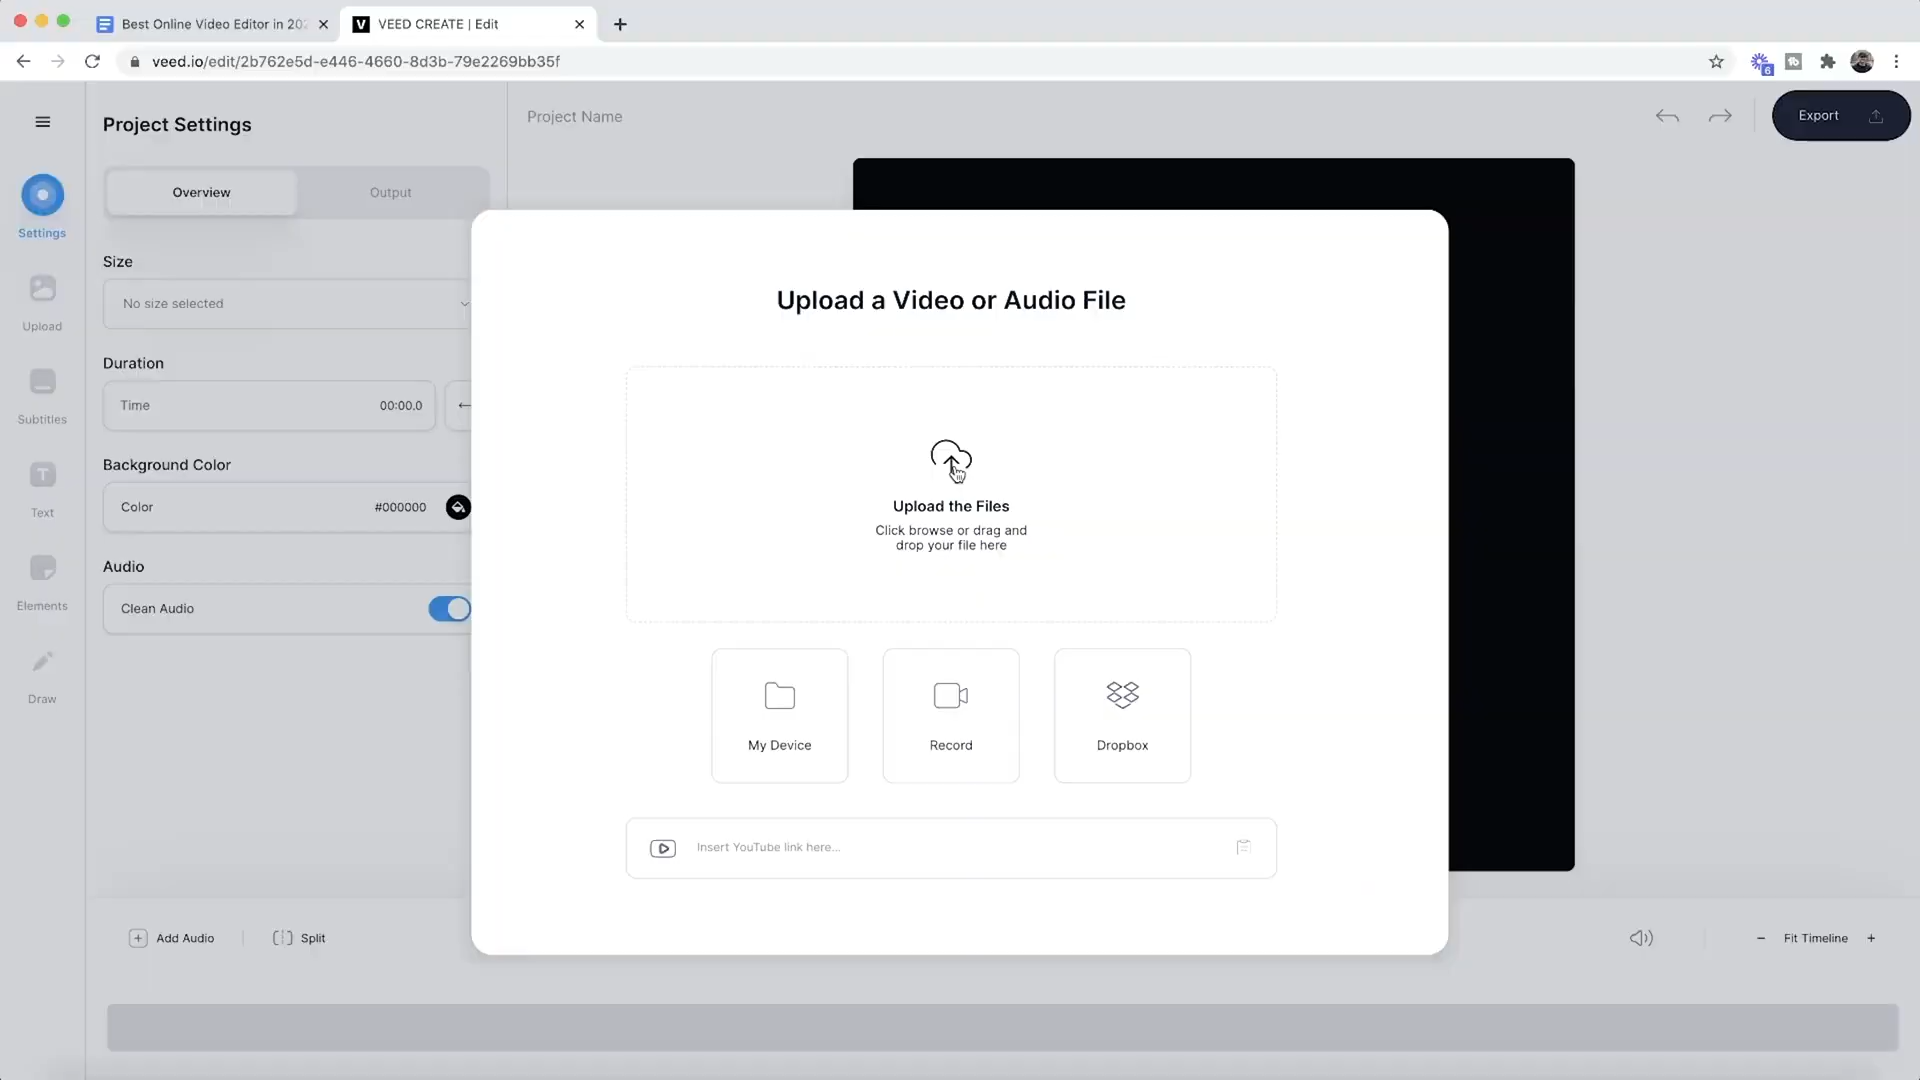 Best Online Video Editor in 202
VEED CREATE | Edit
veed.io/edit/2b762e5d-e446-4660-8d3b-79e2269bb35f
6
Project Settings
Project Name
Export
Overview
Output
Settings
Size
No size selected
Upload
Duration
Time 00:00.0
Subtitles
Background Color
Color #000000
Text
Audio
Clean Audio
Elements
Draw
Upload a Video or Audio File
Upload the Files
Click browse or drag and
drop your file here
My Device
Record
Dropbox
Insert YouTube link here...
Add Audio
Split
Fit Timeline